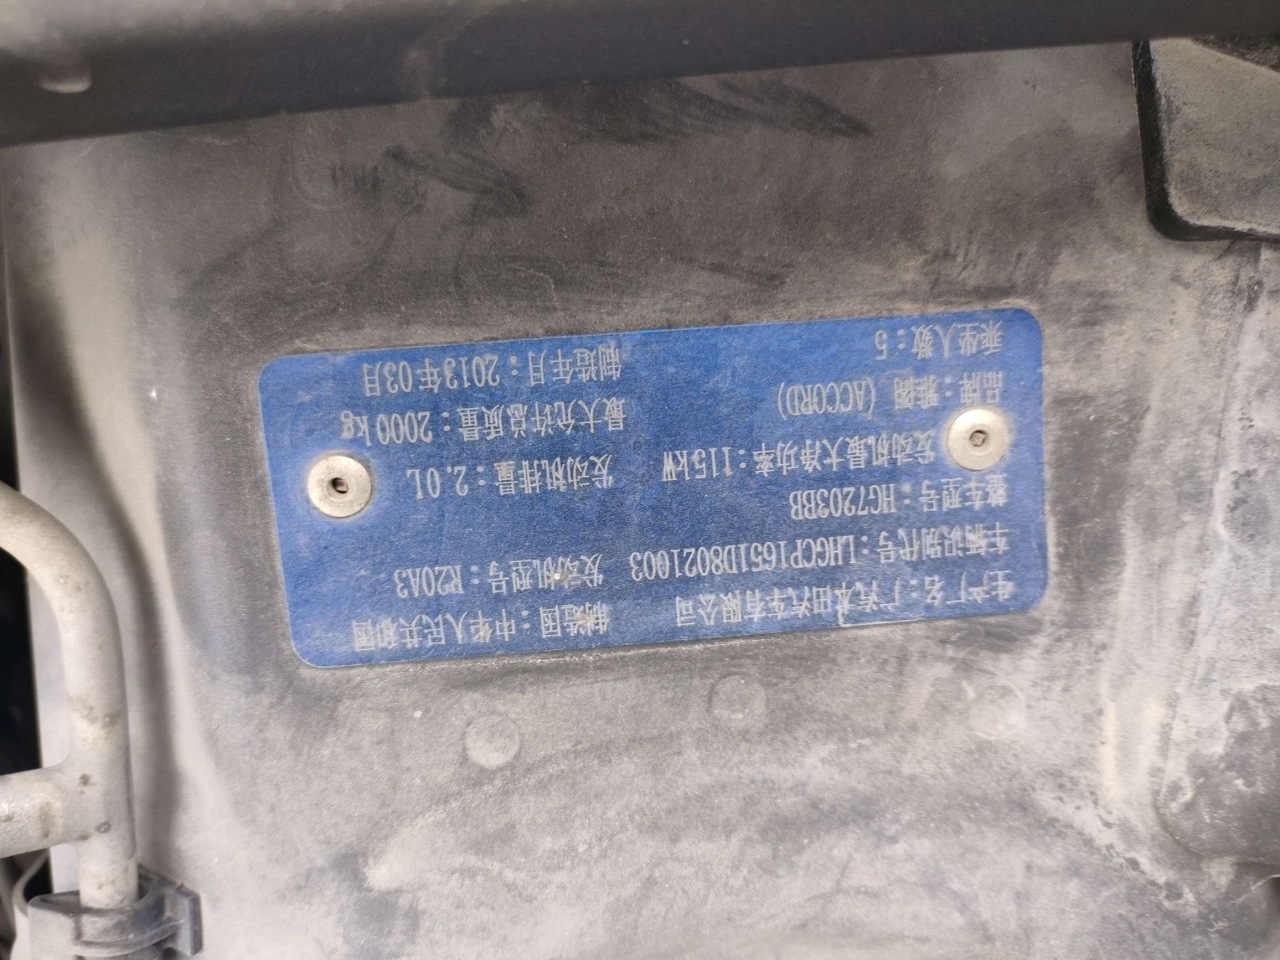 生产厂名：广汽本田汽车有限公司 制造国：中华人民共和国
车辆识别代号：LHGCP1651D8021003 发动机型号：R20A3
整车型号：HG7203BB
发动机最大净功率：115kW 发动机排量：2.0L
品牌：雅阁 (ACCORD) 最大允许总质量：2000kg
乘坐人数：5 制造年月：2013年03月